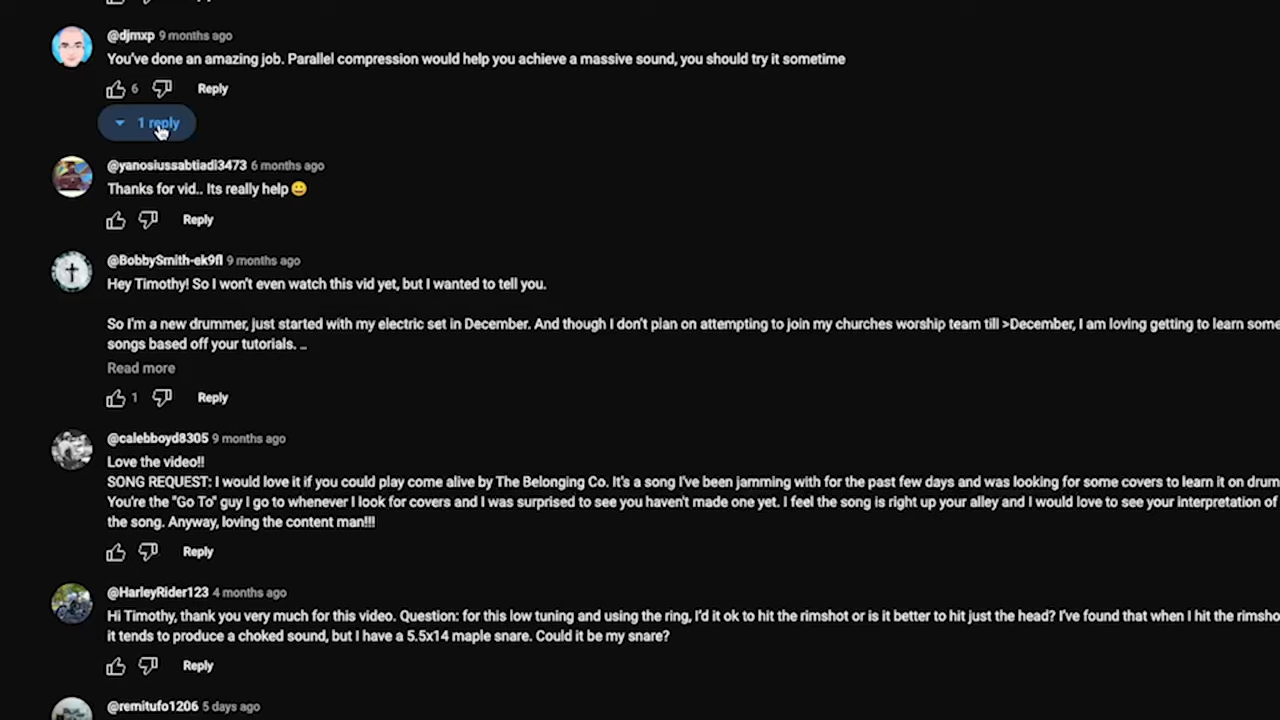 @djmxp 9 months ago
You've done an amazing job. Parallel compression would help you achieve a massive sound, you should try it sometime
6 Reply
1 reply
@yanosiussabtiadi3473 6 months ago
Thanks for vid.. Its really help 😀
Reply
@BobbySmith-ek9fl 9 months ago
Hey Timothy! So I won't even watch this vid yet, but I wanted to tell you.
So I'm a new drummer, just started with my electric set in December. And though I don't plan on attempting to join my churches worship team till >December, I am loving getting to learn some
songs based off your tutorials. ...
Read more
1 Reply
@calebboyd8305 9 months ago
Love the video!!
SONG REQUEST: I would love it if you could play come alive by The Belonging Co. It's a song I've been jamming with for the past few days and was looking for some covers to learn it on drum
You're the "Go To" guy I go to whenever I look for covers and I was surprised to see you haven't made one yet. I feel the song is right up your alley and I would love to see your interpretation of
the song. Anyway, loving the content man!!!
Reply
@HarleyRider123 4 months ago
Hi Timothy, thank you very much for this video. Question: for this low tuning and using the ring, I'd it ok to hit the rimshot or is it better to hit just the head? I've found that when I hit the rimsho
it tends to produce a choked sound, but I have a 5.5x14 maple snare. Could it be my snare?
Reply
@remitufo1206 5 days ago